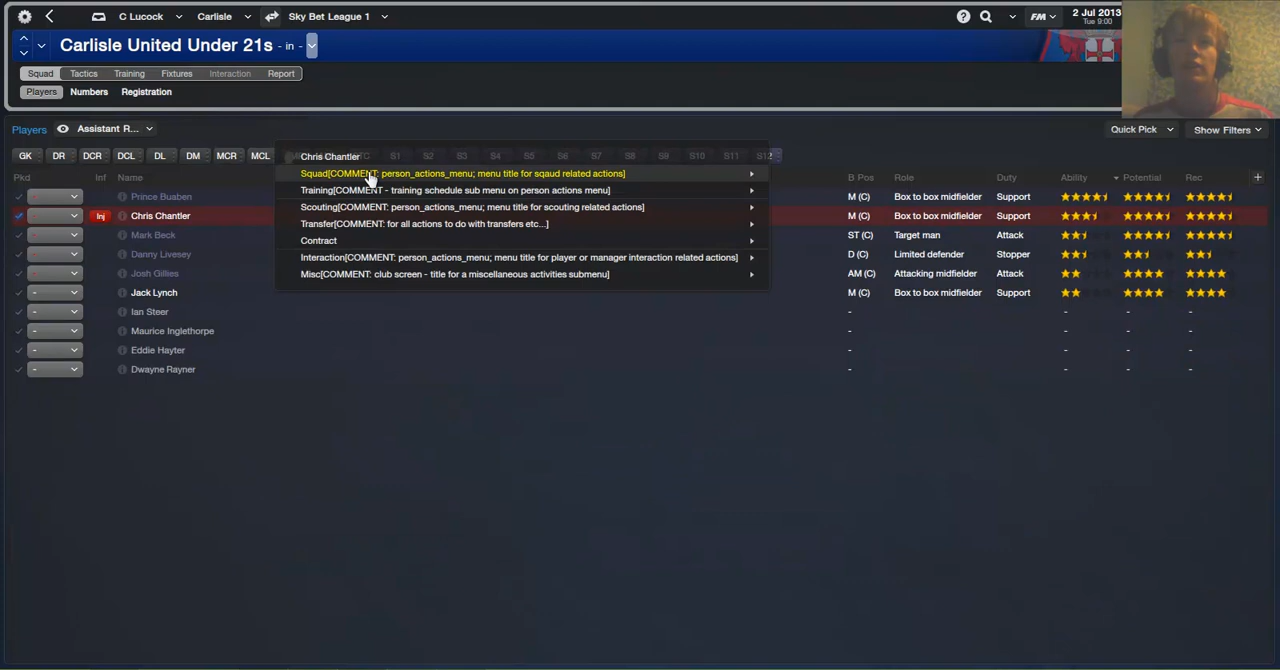 C Lucock Carlisle Sky Bet League 1 FM 2 Jul 2013
Tue 9:00
Carlisle United Under 21s - in -
Squad Tactics Training Fixtures Interaction Report
Players Numbers Registration
Players Assistant R... Quick Pick Show Filters
GK DR DCR DCL DL DM MCR MCL S1 S2 S3 S4 S5 S6 S7 S8 S9 S10 S11 S12
Chris Chantler
Pkd Inf Name B Pos Role Duty Ability Potential Rec
Squad[COMMENT: person_actions_menu; menu title for sqaud related actions]
Training[COMMENT - training schedule sub menu on person actions menu]
Scouting[COMMENT: person_actions_menu; menu title for scouting related actions]
Transfer[COMMENT: for all actions to do with transfers etc...]
Contract
Interaction[COMMENT: person_actions_menu; menu title for player or manager interaction related actions]
Misc[COMMENT: club screen - title for a miscellaneous activities submenu]
- Prince Buaben M (C) Box to box midfielder Support
Inj Chris Chantler M (C) Box to box midfielder Support
- Mark Beck ST (C) Target man Attack
- Danny Livesey D (C) Limited defender Stopper
- Josh Gillies AM (C) Attacking midfielder Attack
- Jack Lynch M (C) Box to box midfielder Support
- Ian Steer - - - -
- Maurice Inglethorpe - - - -
- Eddie Hayter - - - -
- Dwayne Rayner - - - -